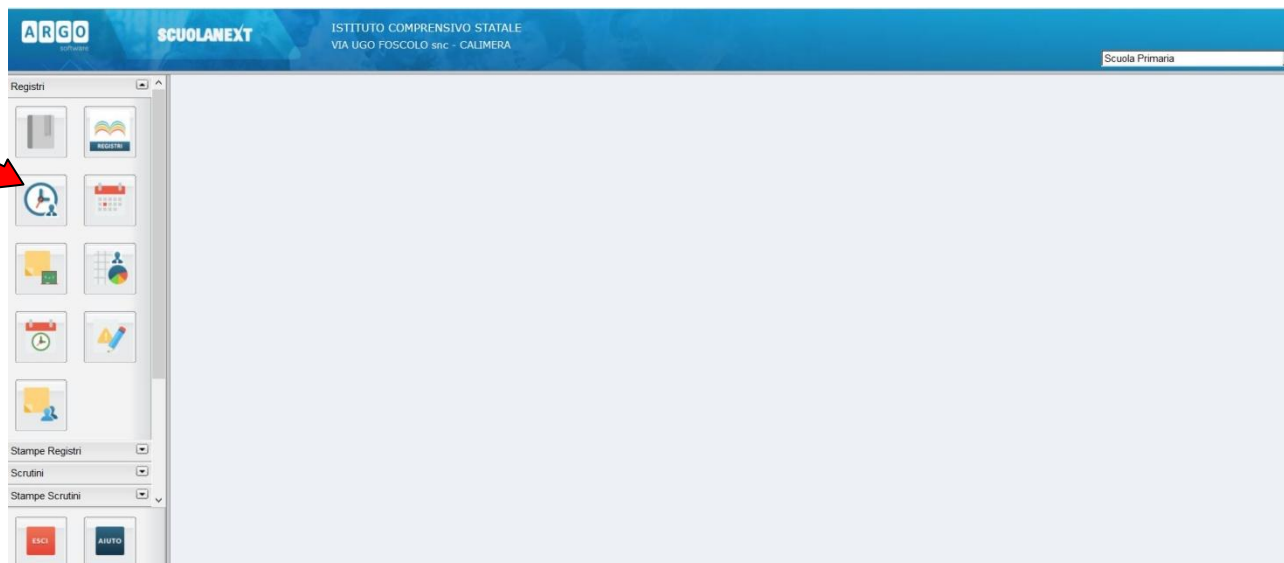 ARGO
software
SCUOLANEXT
ISTITUTO COMPRENSIVO STATALE
VIA UGO FOSCOLO snc - CALIMERA
Scuola Primaria
Registri
REGISTRI
Stampe Registri
Scrutini
Stampe Scrutini
ESCI
AIUTO